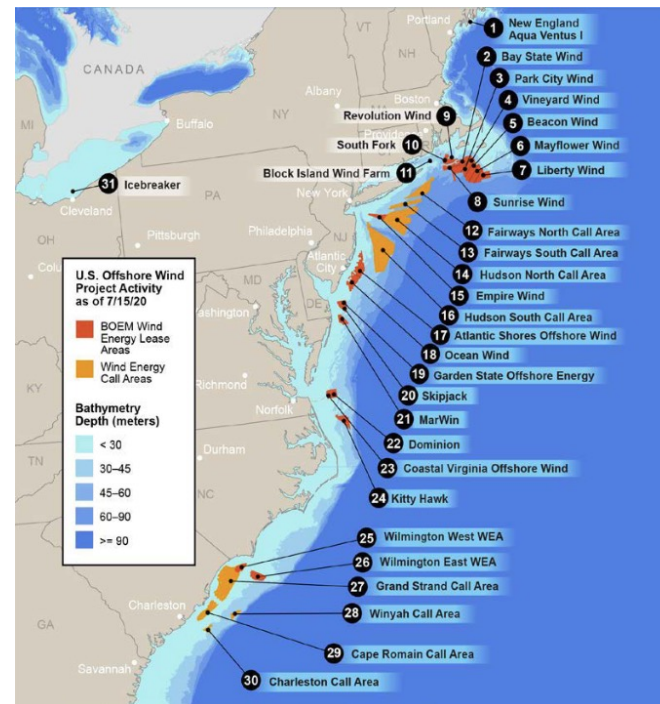 Portland
VT
NH
ME
CANADA
MI
NY
Albany
Boston
Providence
Buffalo
Cleveland
PA
New York
OH
Pittsburgh
Philadelphia
NJ
Atlantic
City
MD
DE
Washington
KY
Richmond
Norfolk
TN
Durham
NC
Charleston
GA
Savannah
1 New England
Aqua Ventus I
2 Bay State Wind
3 Park City Wind
4 Vineyard Wind
5 Beacon Wind
6 Mayflower Wind
7 Liberty Wind
8 Sunrise Wind
Revolution Wind 9
South Fork 10
Block Island Wind Farm 11
12 Fairways North Call Area
13 Fairways South Call Area
14 Hudson North Call Area
15 Empire Wind
16 Hudson South Call Area
17 Atlantic Shores Offshore Wind
18 Ocean Wind
19 Garden State Offshore Energy
20 Skipjack
21 MarWin
22 Dominion
23 Coastal Virginia Offshore Wind
24 Kitty Hawk
25 Wilmington West WEA
26 Wilmington East WEA
27 Grand Strand Call Area
28 Winyah Call Area
29 Cape Romain Call Area
30 Charleston Call Area
31 Icebreaker
U.S. Offshore Wind
Project Activity
as of 7/15/20
BOEM Wind
Energy Lease
Areas
Wind Energy
Call Areas
Bathymetry
Depth (meters)
< 30
30–45
45–60
60–90
>= 90